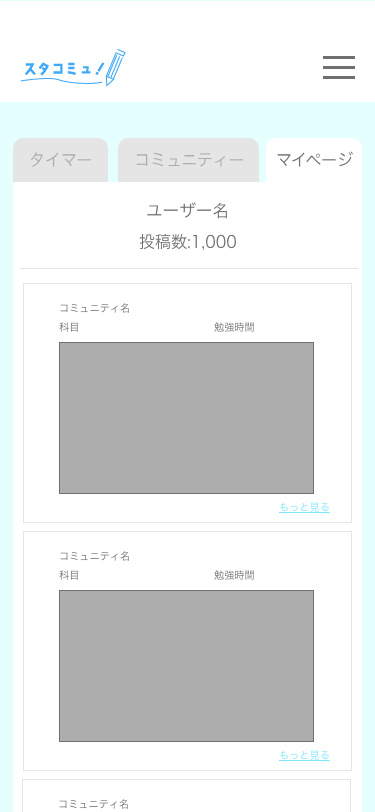 スタコミュ!
タイマー コミュニティー マイページ
ユーザー名
投稿数:1,000
コミュニティ名
科目 勉強時間
もっと見る
コミュニティ名
科目 勉強時間
もっと見る
コミュニティ名